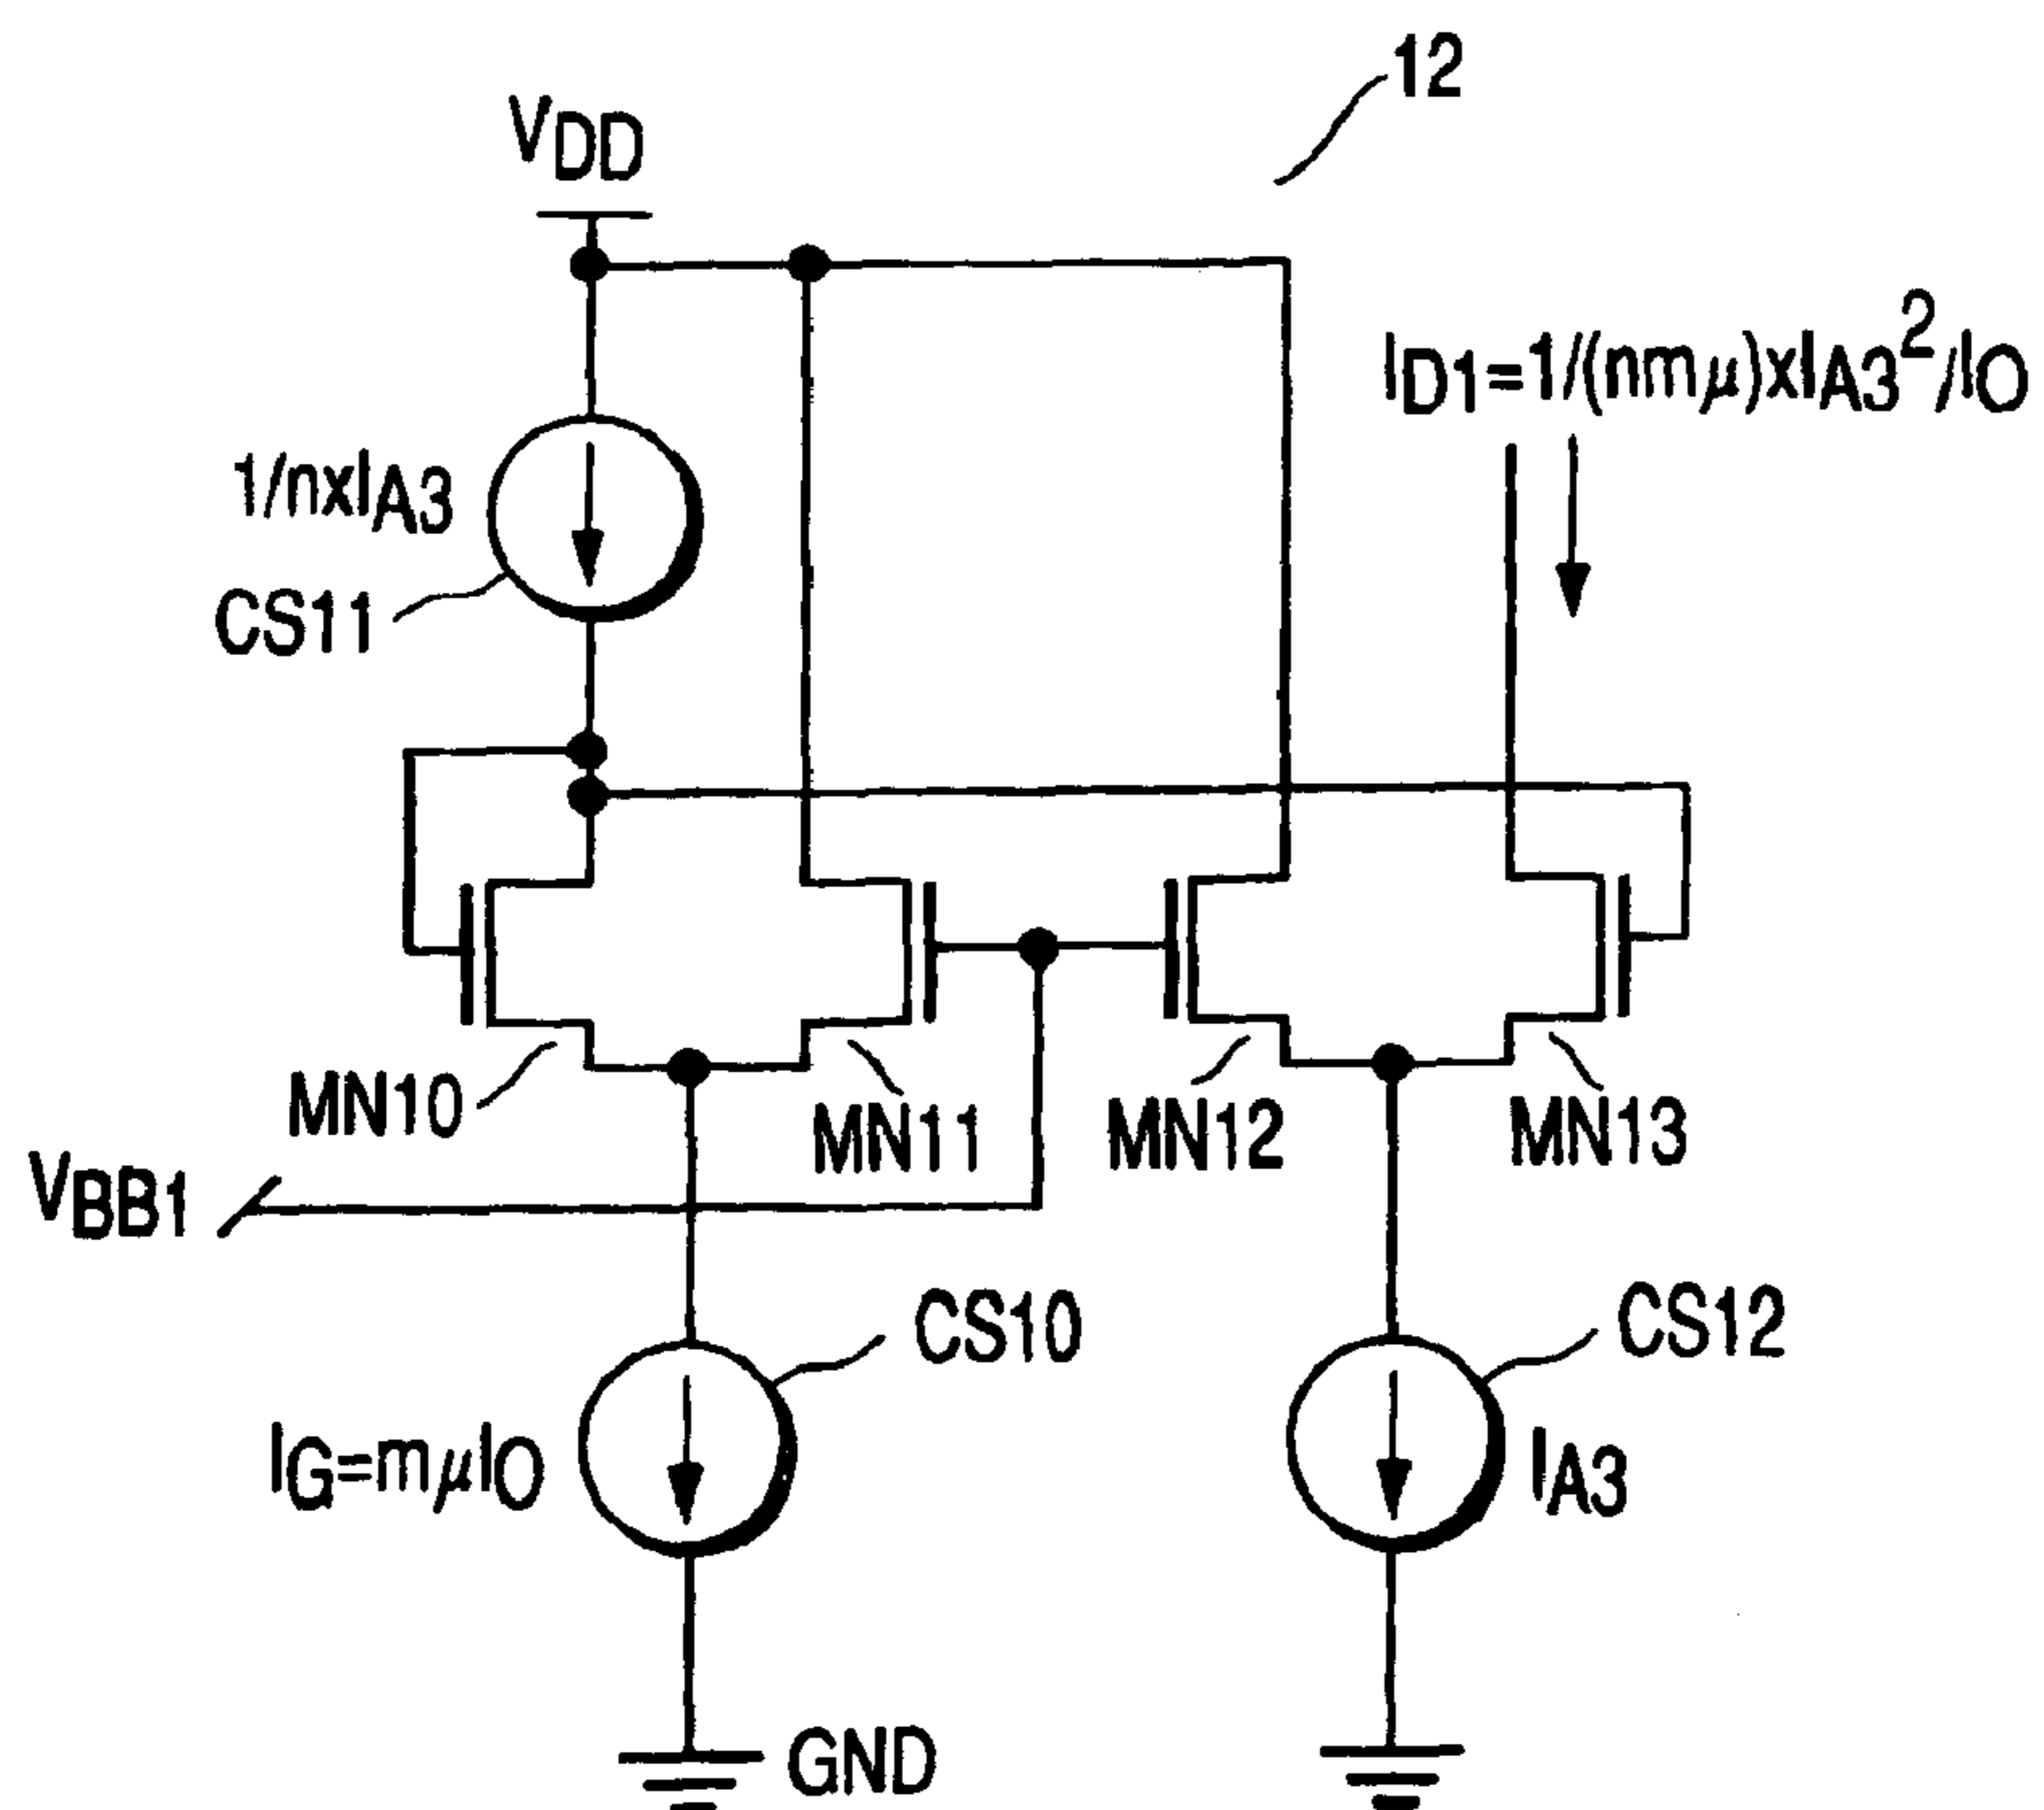 12
VDD
ID1=1/(nmμ)xIA3²/IO
1/nxIA3
CS11
MN10
MN11
MN12
MN13
VBB1
CS10
CS12
IG=mμIO
IA3
GND